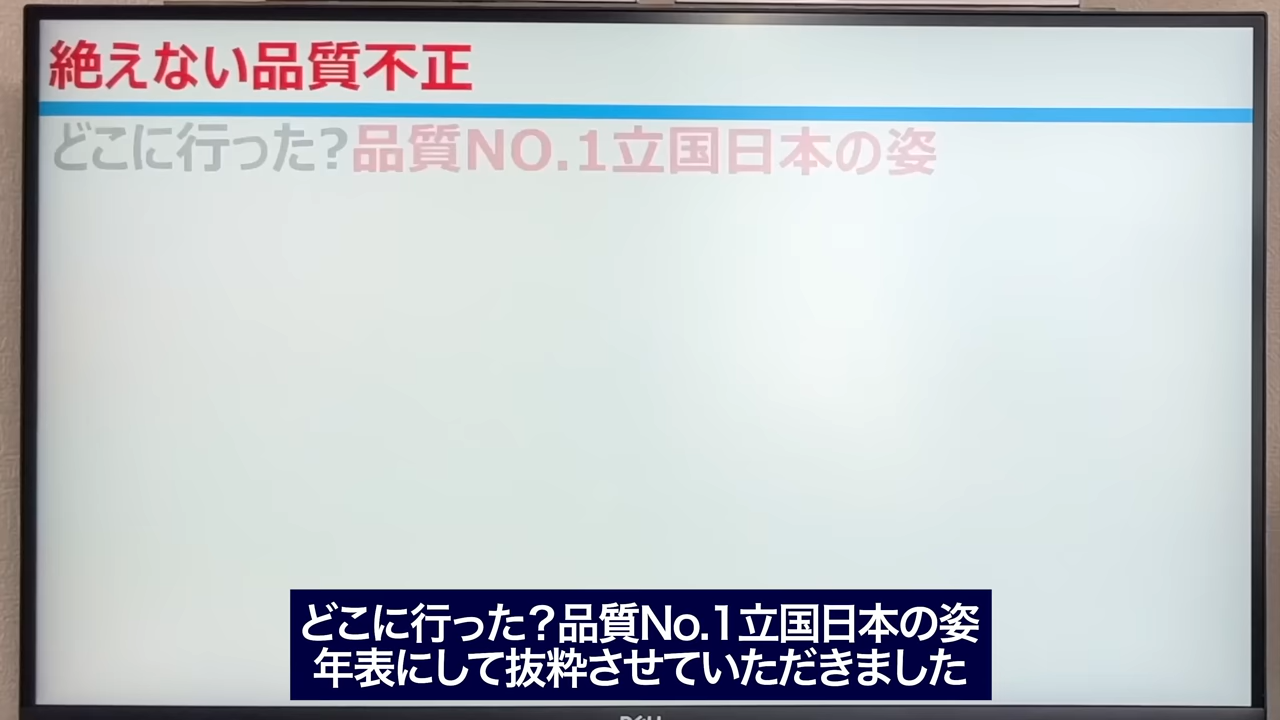 絶えない品質不正
どこに行った?品質NO.1立国日本の姿
どこに行った？品質No.1立国日本の姿
年表にして抜粋させていただきました